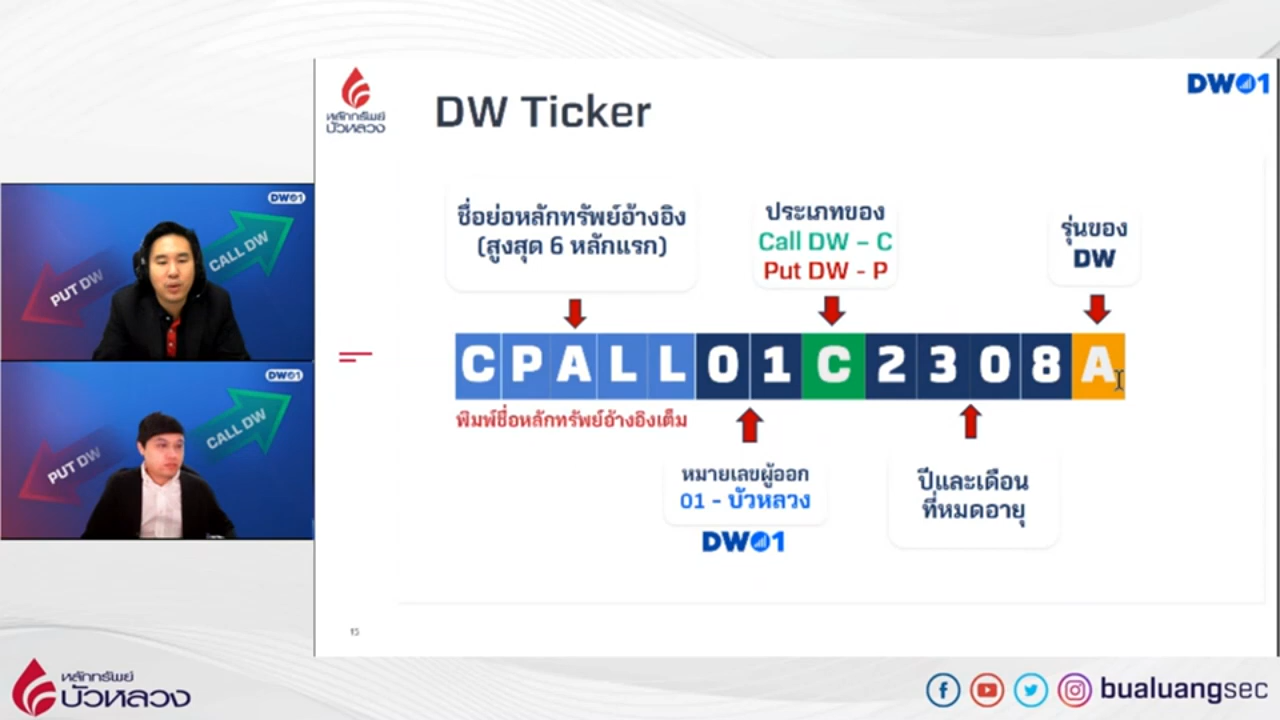 หลักทรัพย์
บัวหลวง
DW Ticker
DW01
ชื่อย่อหลักทรัพย์อ้างอิง
(สูงสุด 6 หลักแรก)
ประเภทของ
Call DW – C
Put DW - P
รุ่นของ
DW
CPALL01C2308A
พิมพ์ชื่อหลักทรัพย์อ้างอิงเต็ม
หมายเลขผู้ออก
01 - บัวหลวง
DW01
ปีและเดือน
ที่หมดอายุ
15
DW01
PUT DW
CALL DW
DW01
PUT DW
CALL DW
หลักทรัพย์
บัวหลวง
bualuangsec